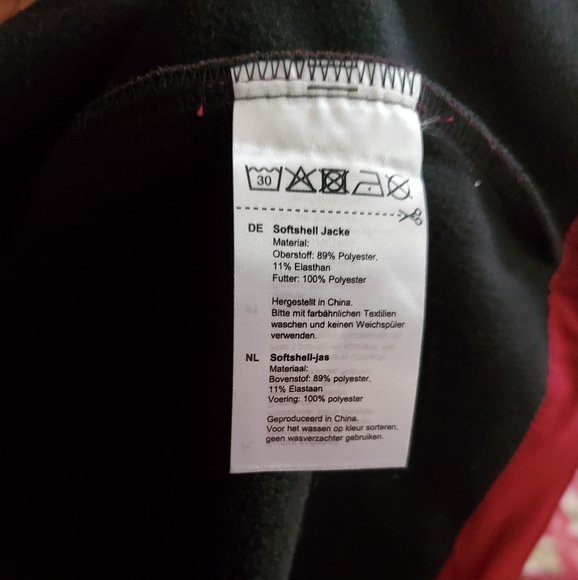 30
DE Softshell Jacke
Material:
Oberstoff: 89% Polyester,
11% Elasthan
Futter: 100% Polyester
Hergestellt in China.
Bitte mit farbähnlichen Textilien
waschen und keinen Weichspüler
verwenden.
NL Softshell-jas
Materiaal:
Bovenstof: 89% polyester,
11% Elastaan
Voering: 100% polyester
Geproduceerd in China.
Voor het wassen op kleur sorteren,
geen wasverzachter gebruiken.